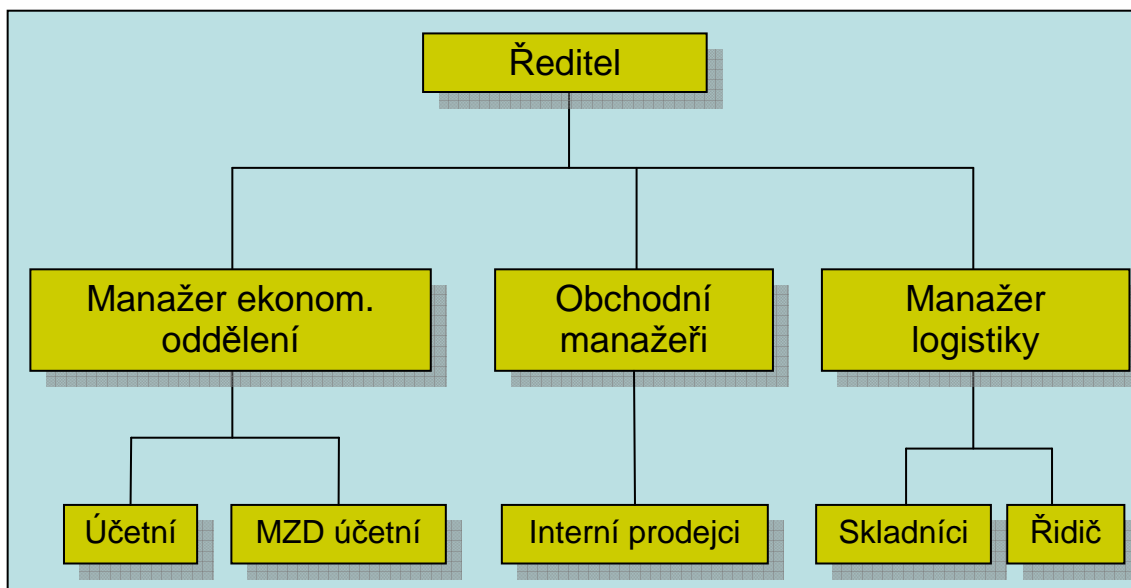 Ředitel
Manažer ekonom.
oddělení
Obchodní
manažeři
Manažer
logistiky
Účetní
MZD účetní
Interní prodejci
Skladníci
Řidič